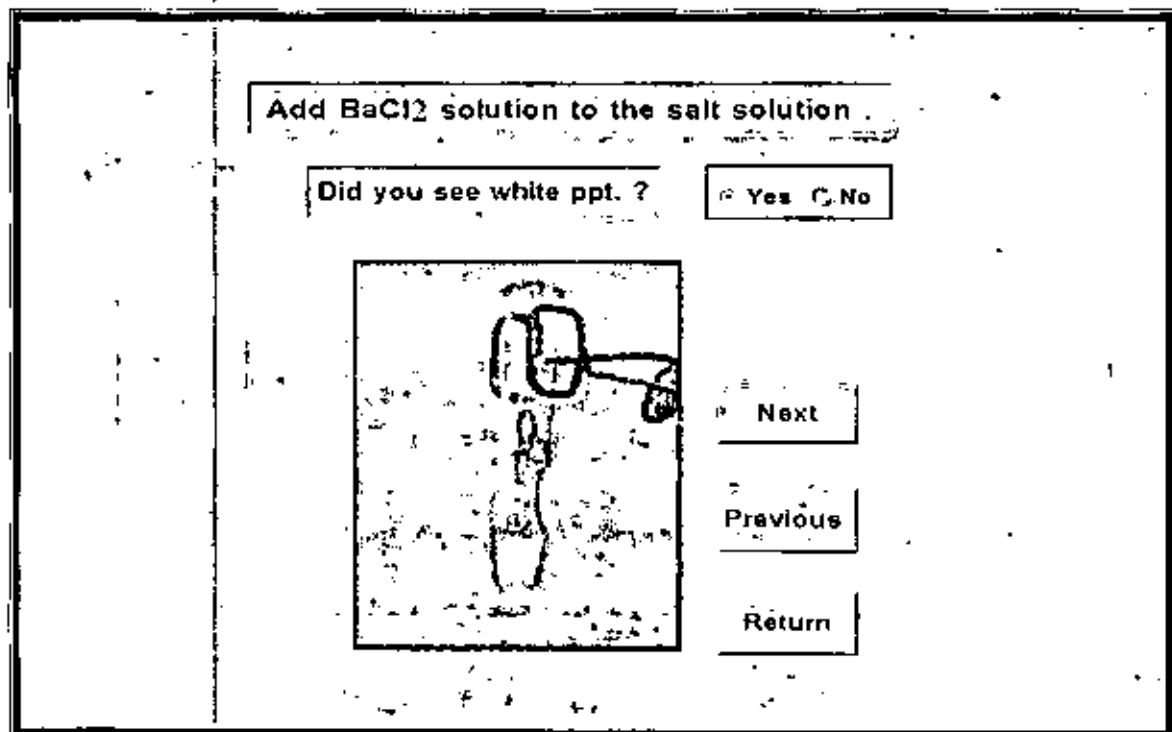 Add BaCl2 solution to the salt solution .
Did you see white ppt. ?
Yes No
Next
Previous
Return